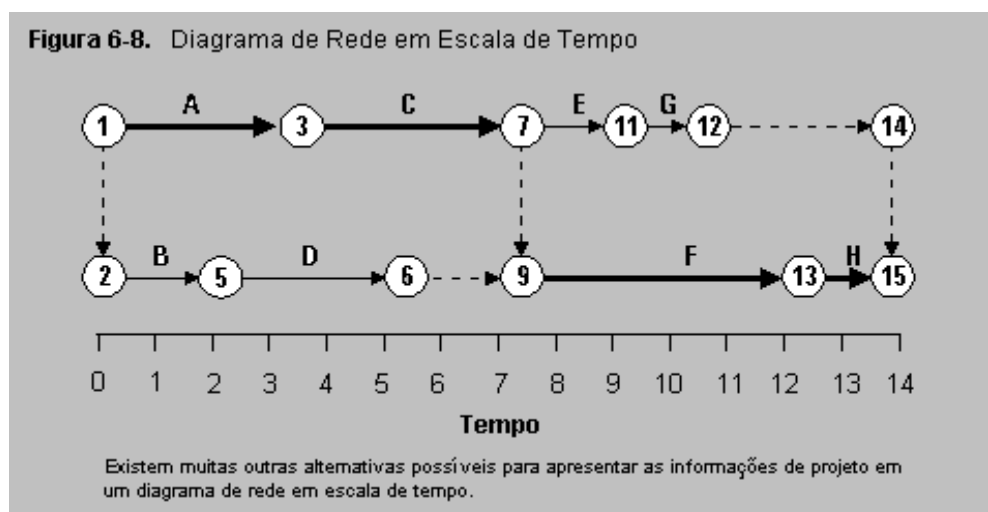 Figura 6-8. Diagrama de Rede em Escala de Tempo
A C E G
1 3 7 11 12 14
B D F H
2 5 6 9 13 15
0 1 2 3 4 5 6 7 8 9 10 11 12 13 14
Tempo
Existem muitas outras alternativas possíveis para apresentar as informações de projeto em
um diagrama de rede em escala de tempo.